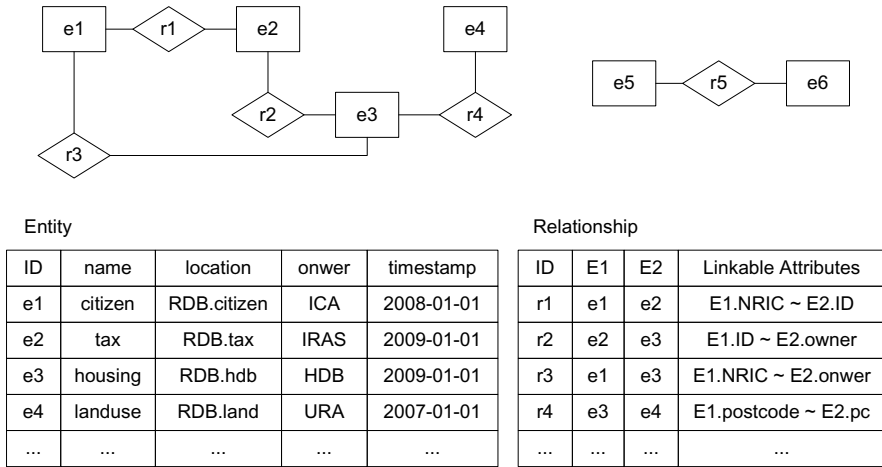 e1 r1 e2 e4
e5 r5 e6
r2 e3 r4
r3
Entity
ID name location onwer timestamp
e1 citizen RDB.citizen ICA 2008-01-01
e2 tax RDB.tax IRAS 2009-01-01
e3 housing RDB.hdb HDB 2009-01-01
e4 landuse RDB.land URA 2007-01-01
... ... ... ... ...
Relationship
ID E1 E2 Linkable Attributes
r1 e1 e2 E1.NRIC ~ E2.ID
r2 e2 e3 E1.ID ~ E2.owner
r3 e1 e3 E1.NRIC ~ E2.onwer
r4 e3 e4 E1.postcode ~ E2.pc
... ... ... ...